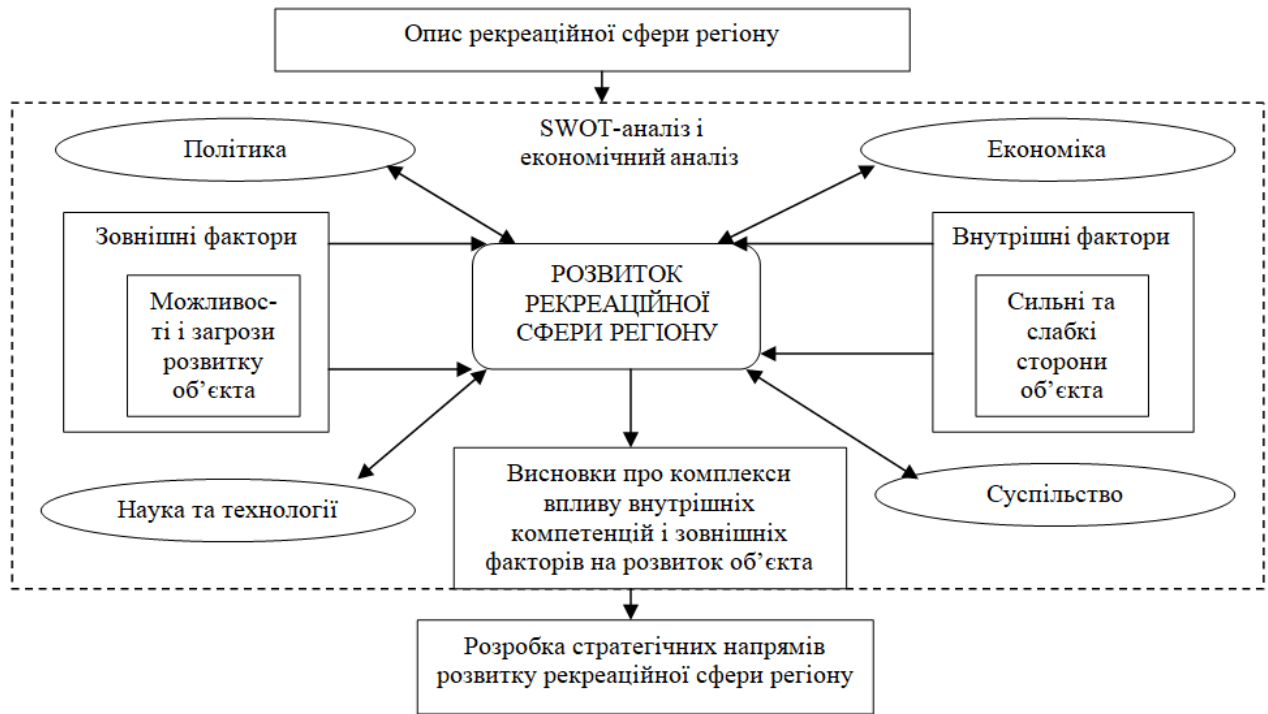 Опис рекреаційної сфери регіону
SWOT-аналіз і
економічний аналіз
Політика
Економіка
Зовнішні фактори
Можливос-
ті і загрози
розвитку
об’єкта
РОЗВИТОК
РЕКРЕАЦІЙНОЇ
СФЕРИ РЕГІОНУ
Внутрішні фактори
Сильні та
слабкі
сторони
об’єкта
Наука та технології
Висновки про комплекси
впливу внутрішніх
компетенцій і зовнішніх
факторів на розвиток об’єкта
Суспільство
Розробка стратегічних напрямів
розвитку рекреаційної сфери регіону